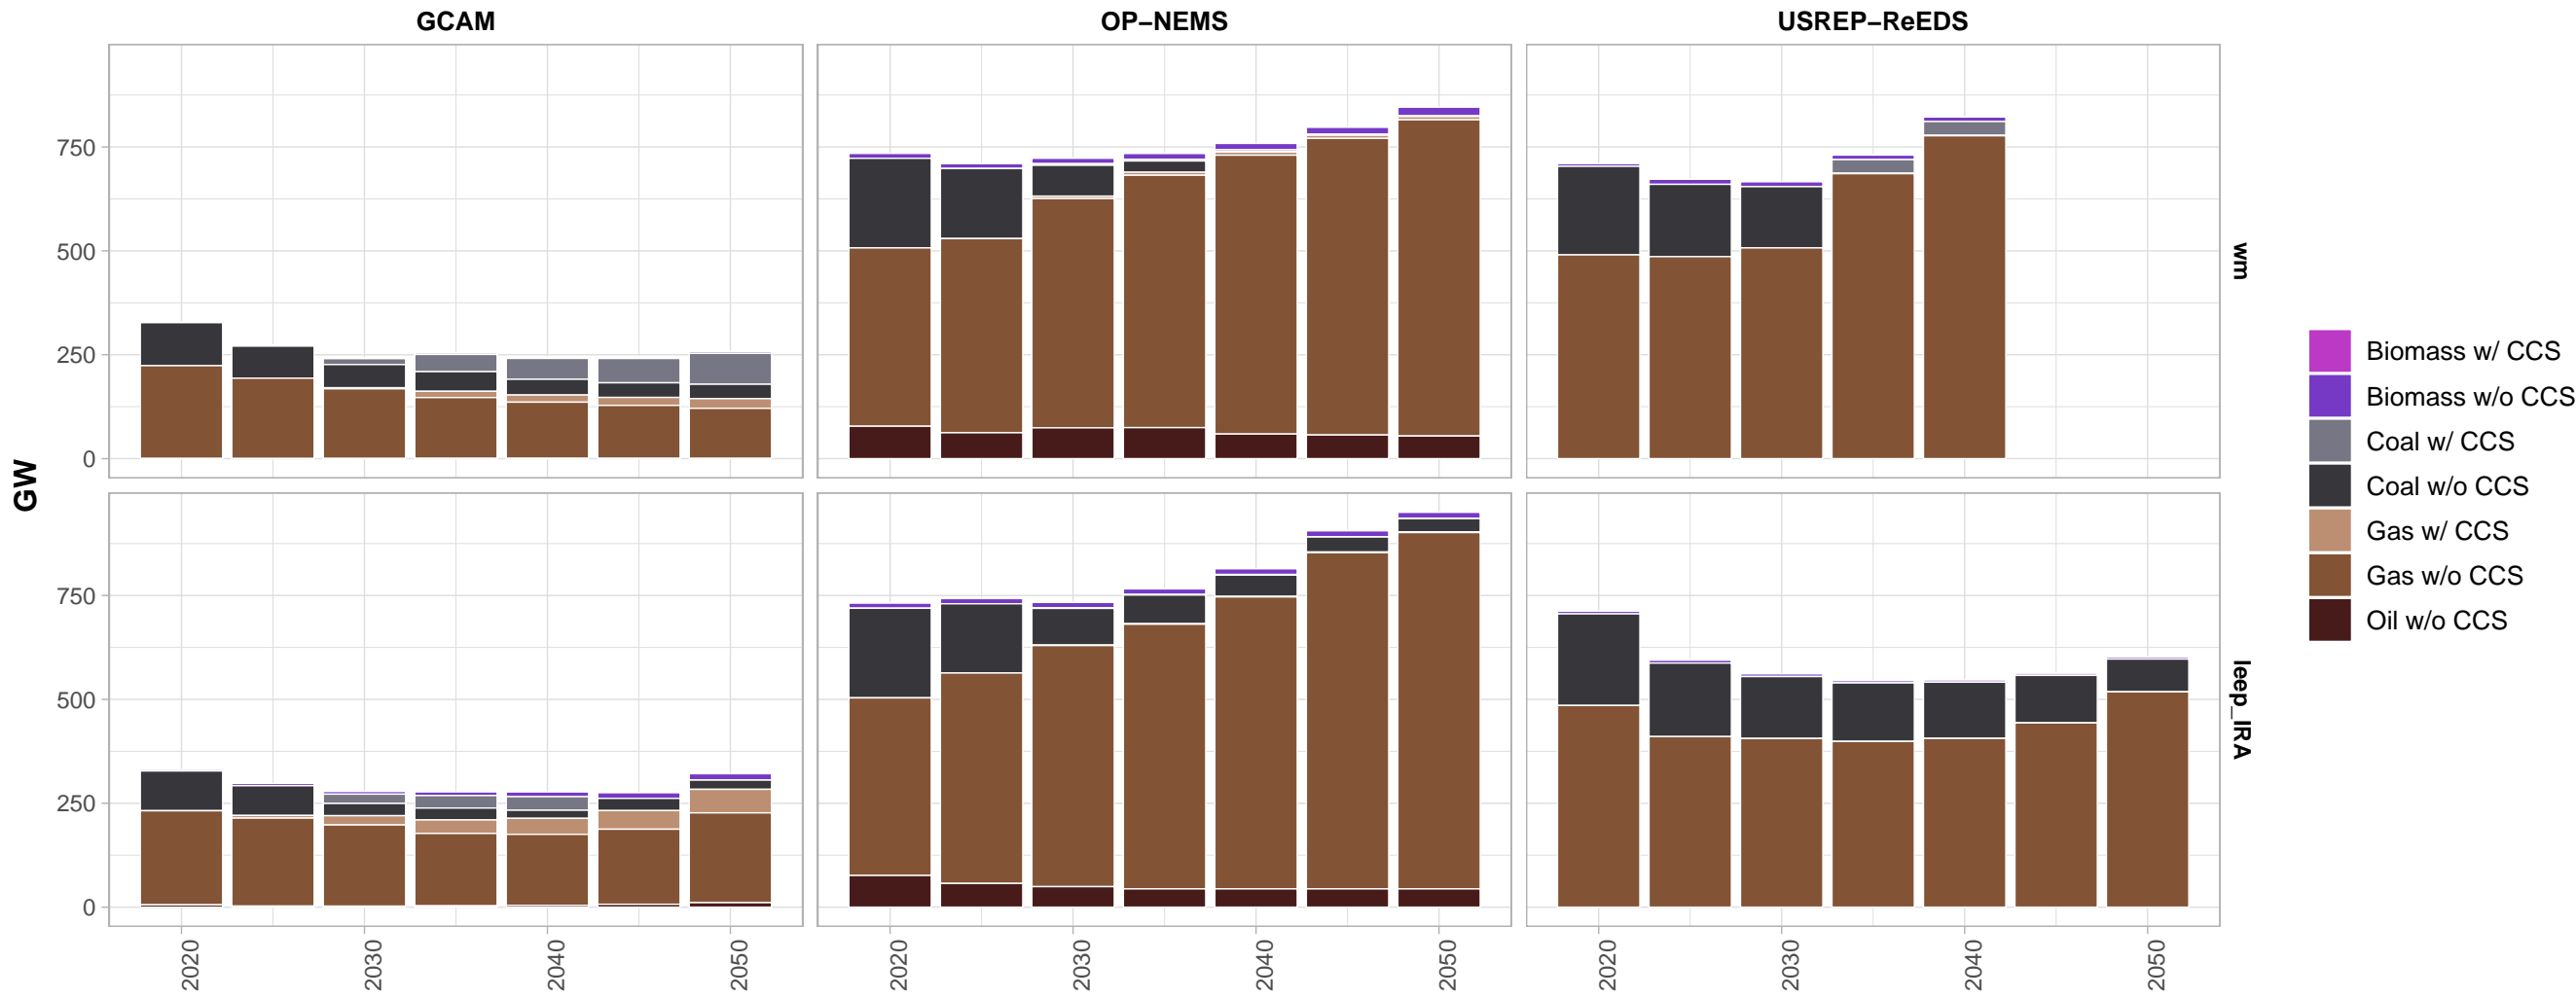 GCAM
OP−NEMS
USREP−ReEDS
GW
750
500
250
0
wm
750
500
250
0
Ieep_IRA
2020
2030
2040
2050
2020
2030
2040
2050
2020
2030
2040
2050
Biomass w/ CCS
Biomass w/o CCS
Coal w/ CCS
Coal w/o CCS
Gas w/ CCS
Gas w/o CCS
Oil w/o CCS